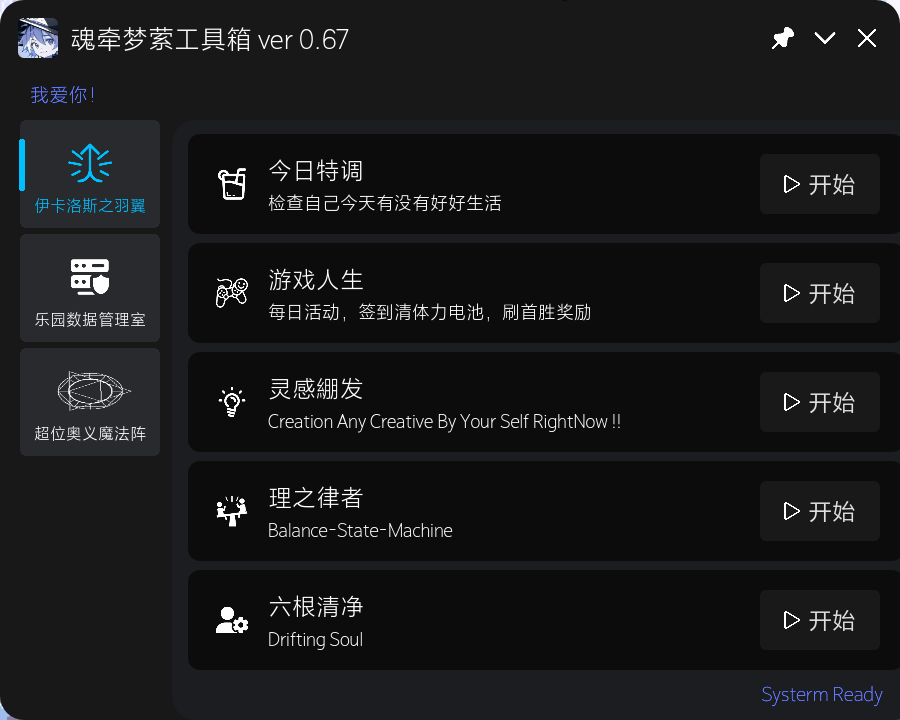 魂牵梦萦工具箱 ver 0.67
我爱你！
伊卡洛斯之羽翼
乐园数据管理室
超位奥义魔法阵
今日特调
检查自己今天有没有好好生活
开始
游戏人生
每日活动，签到清体力电池，刷首胜奖励
开始
灵感繃发
Creation Any Creative By Your Self RightNow !!
开始
理之律者
Balance-State-Machine
开始
六根清净
Drifting Soul
开始
Systerm Ready